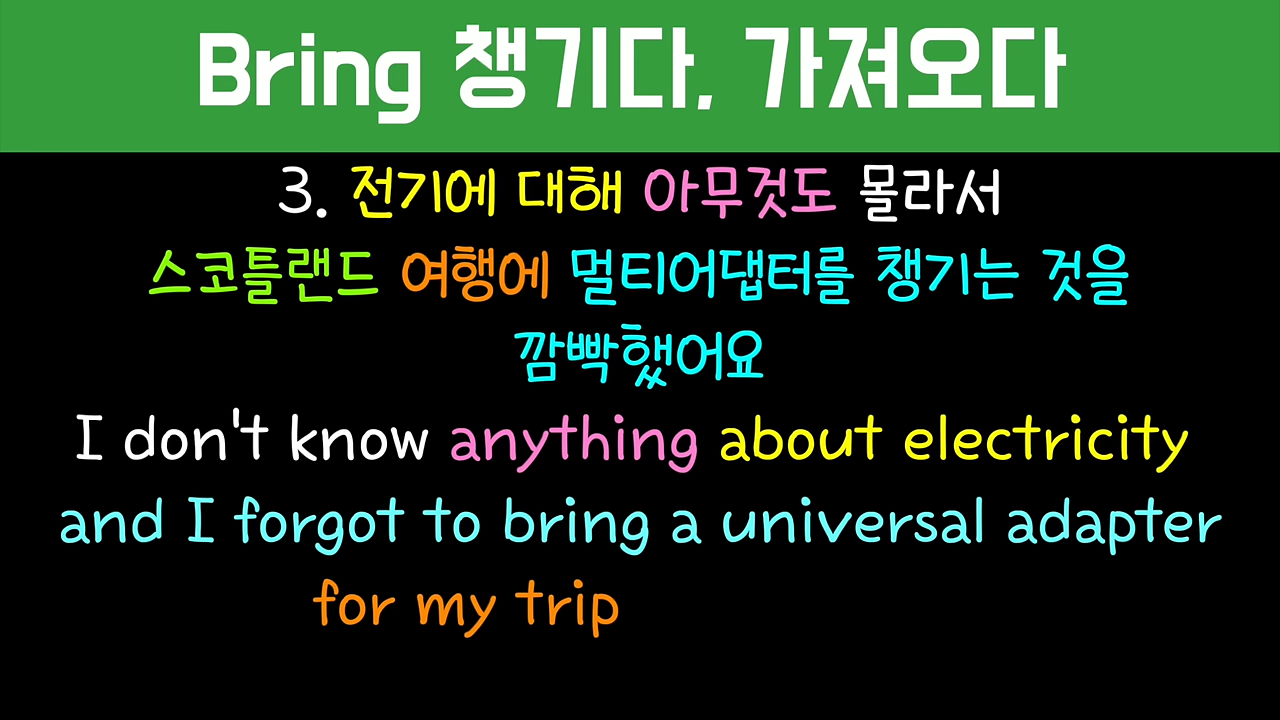 Bring 챙기다, 가져오다
3. 전기에 대해 아무것도 몰라서
스코틀랜드 여행에 멀티어댑터를 챙기는 것을
깜빡했어요
I don't know anything about electricity
and I forgot to bring a universal adapter
for my trip